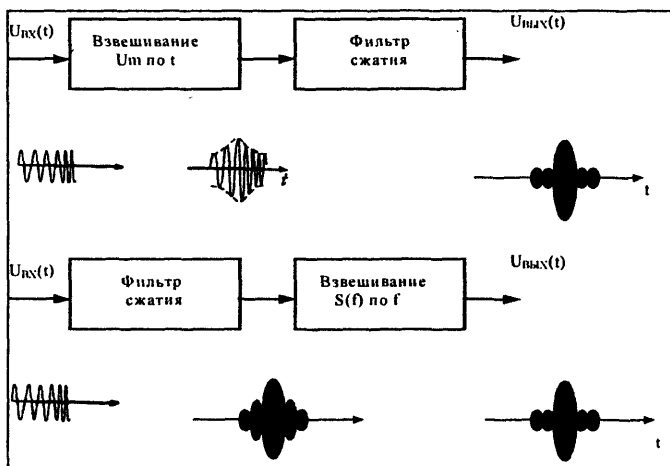 Uвх(t)
Взвешивание
Um по t
Фильтр
сжатия
Uвых(t)
t
t
Uвх(t)
Фильтр
сжатия
Взвешивание
S(f) по f
Uвых(t)
t